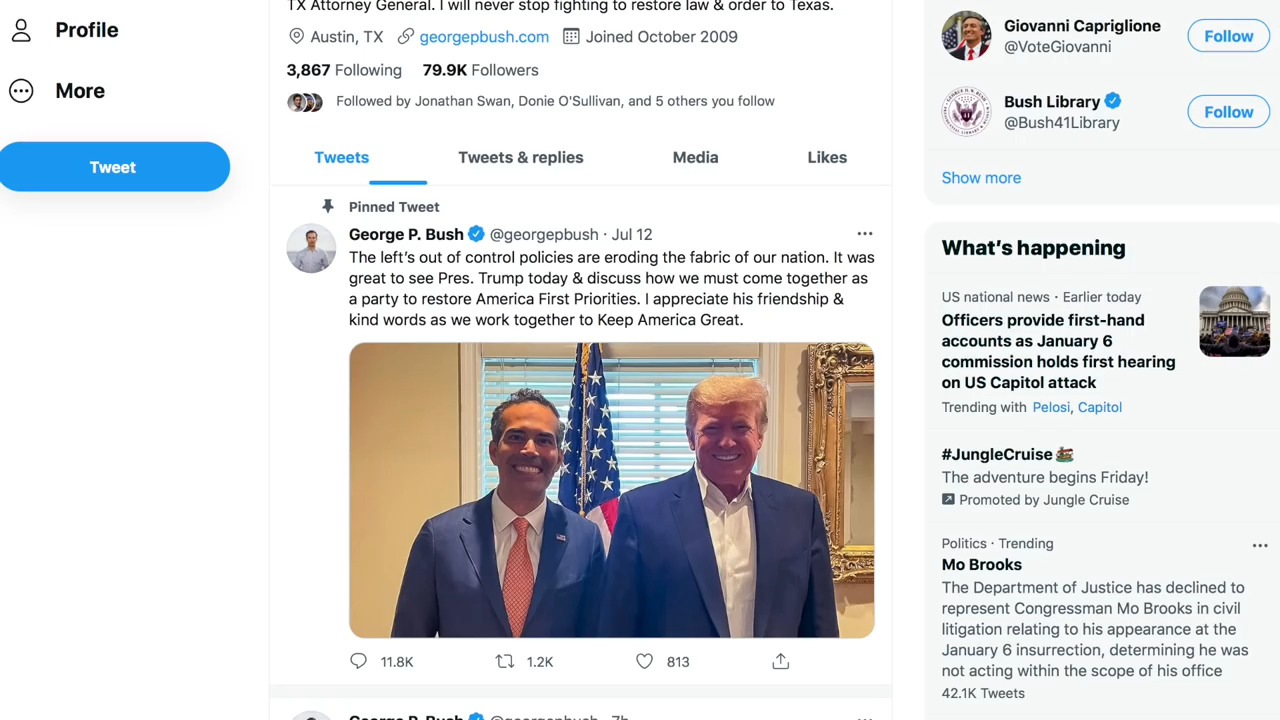 Profile
More
Tweet
TX Attorney General. I will never stop fighting to restore law & order to Texas.
Austin, TX georgepbush.com Joined October 2009
3,867 Following 79.9K Followers
Followed by Jonathan Swan, Donie O'Sullivan, and 5 others you follow
Tweets Tweets & replies Media Likes
Pinned Tweet
George P. Bush @georgepbush · Jul 12
The left's out of control policies are eroding the fabric of our nation. It was
great to see Pres. Trump today & discuss how we must come together as
a party to restore America First Priorities. I appreciate his friendship &
kind words as we work together to Keep America Great.
11.8K 1.2K 813
George P. Bush @georgepbush · 7h
Giovanni Capriglione
@VoteGiovanni
Follow
Bush Library
@Bush41Library
Follow
Show more
What's happening
US national news · Earlier today
Officers provide first-hand
accounts as January 6
commission holds first hearing
on US Capitol attack
Trending with Pelosi, Capitol
#JungleCruise
The adventure begins Friday!
Promoted by Jungle Cruise
Politics · Trending
Mo Brooks
The Department of Justice has declined to
represent Congressman Mo Brooks in civil
litigation relating to his appearance at the
January 6 insurrection, determining he was
not acting within the scope of his office
42.1K Tweets